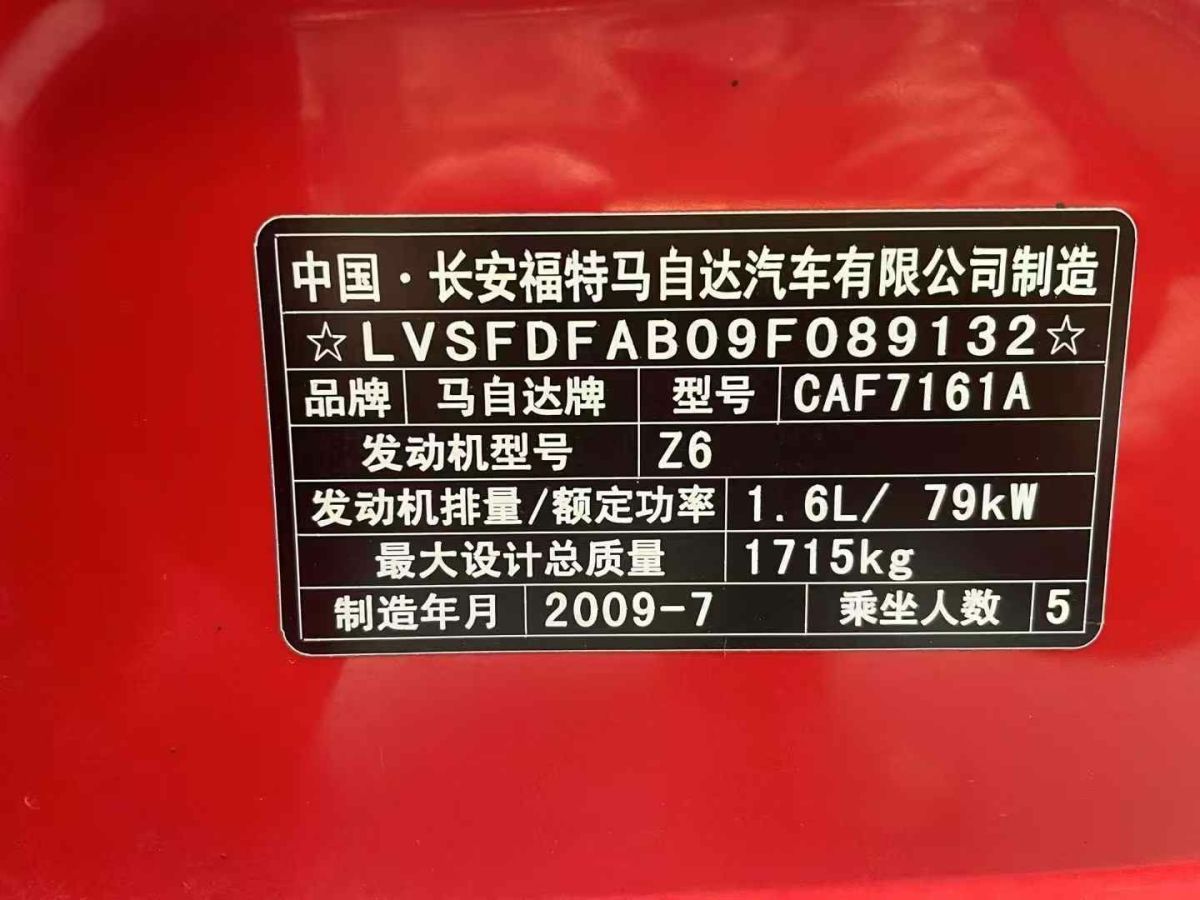 中国·长安福特马自达汽车有限公司制造
☆LVSFDFAB09F089132☆
品牌 马自达牌 型号 CAF7161A
发动机型号 Z6
发动机排量/额定功率 1.6L/ 79kW
最大设计总质量 1715kg
制造年月 2009-7 乘坐人数 5